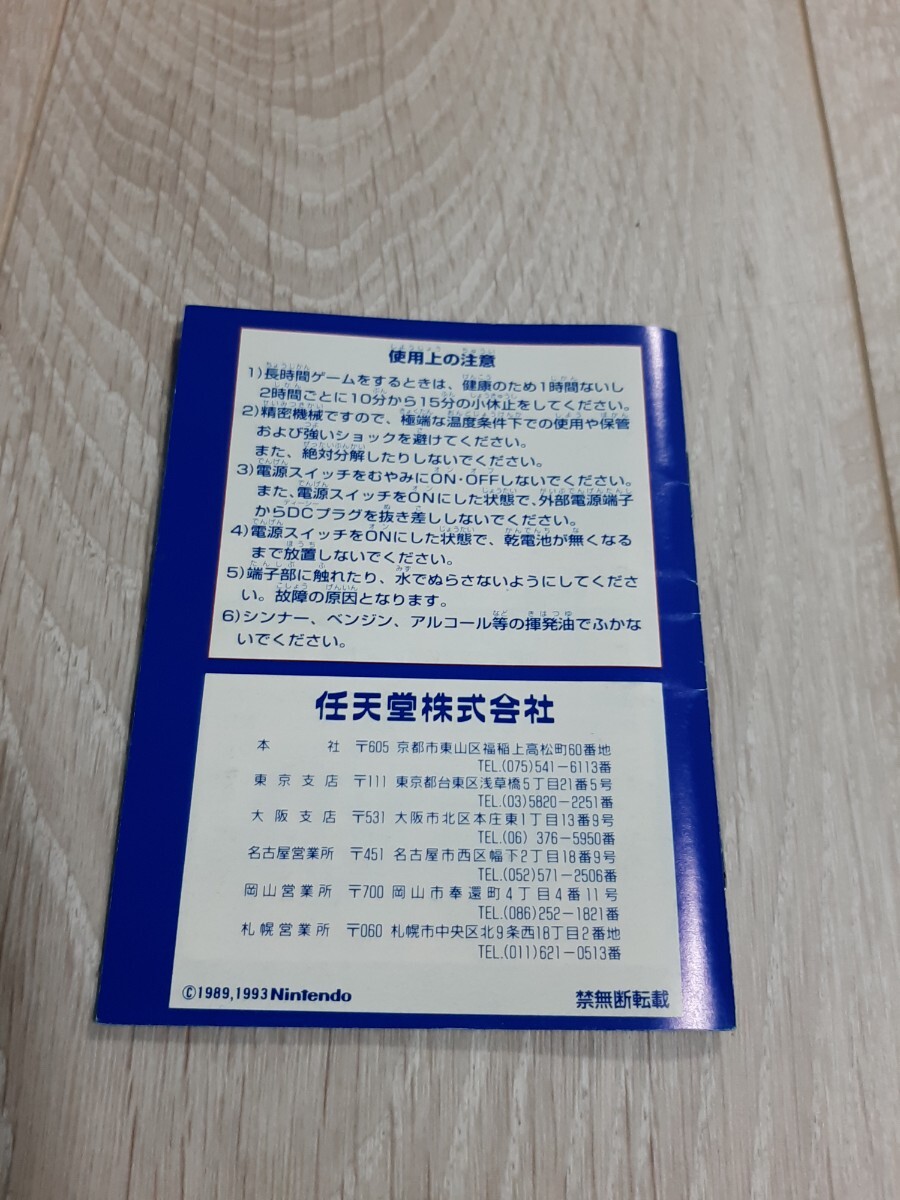 使用上の注意
1)長時間ゲームをするときは、健康のため1時間ないし
2時間ごとに10分から15分の小休止をしてください。
2)精密機械ですので、極端な温度条件下での使用や保管
および強いショックを避けてください。
また、絶対分解したりしないでください。
3)電源スイッチをむやみにON・OFFしないでください。
また、電源スイッチをONにした状態で、外部電源端子
からDCプラグを抜き差ししないでください。
4)電源スイッチをONにした状態で、乾電池が無くなる
まで放置しないでください。
5)端子部に触れたり、水でぬらさないようにしてくださ
い。故障の原因となります。
6)シンナー、ベンジン、アルコール等の揮発油でふかな
いでください。
任天堂株式会社
本社 〒605 京都市東山区福稲上高松町60番地
TEL.(075)541-6113番
東京支店 〒111 東京都台東区浅草橋5丁目21番5号
TEL.(03)5820-2251番
大阪支店 〒531 大阪市北区本庄東1丁目13番9号
TEL.(06) 376-5950番
名古屋営業所 〒451 名古屋市西区幅下2丁目18番9号
TEL.(052)571-2506番
岡山営業所 〒700 岡山市奉還町4丁目4番11号
TEL.(086)252-1821番
札幌営業所 〒060 札幌市中央区北9条西18丁目2番地
TEL.(011)621-0513番
©1989,1993 Nintendo 禁無断転載